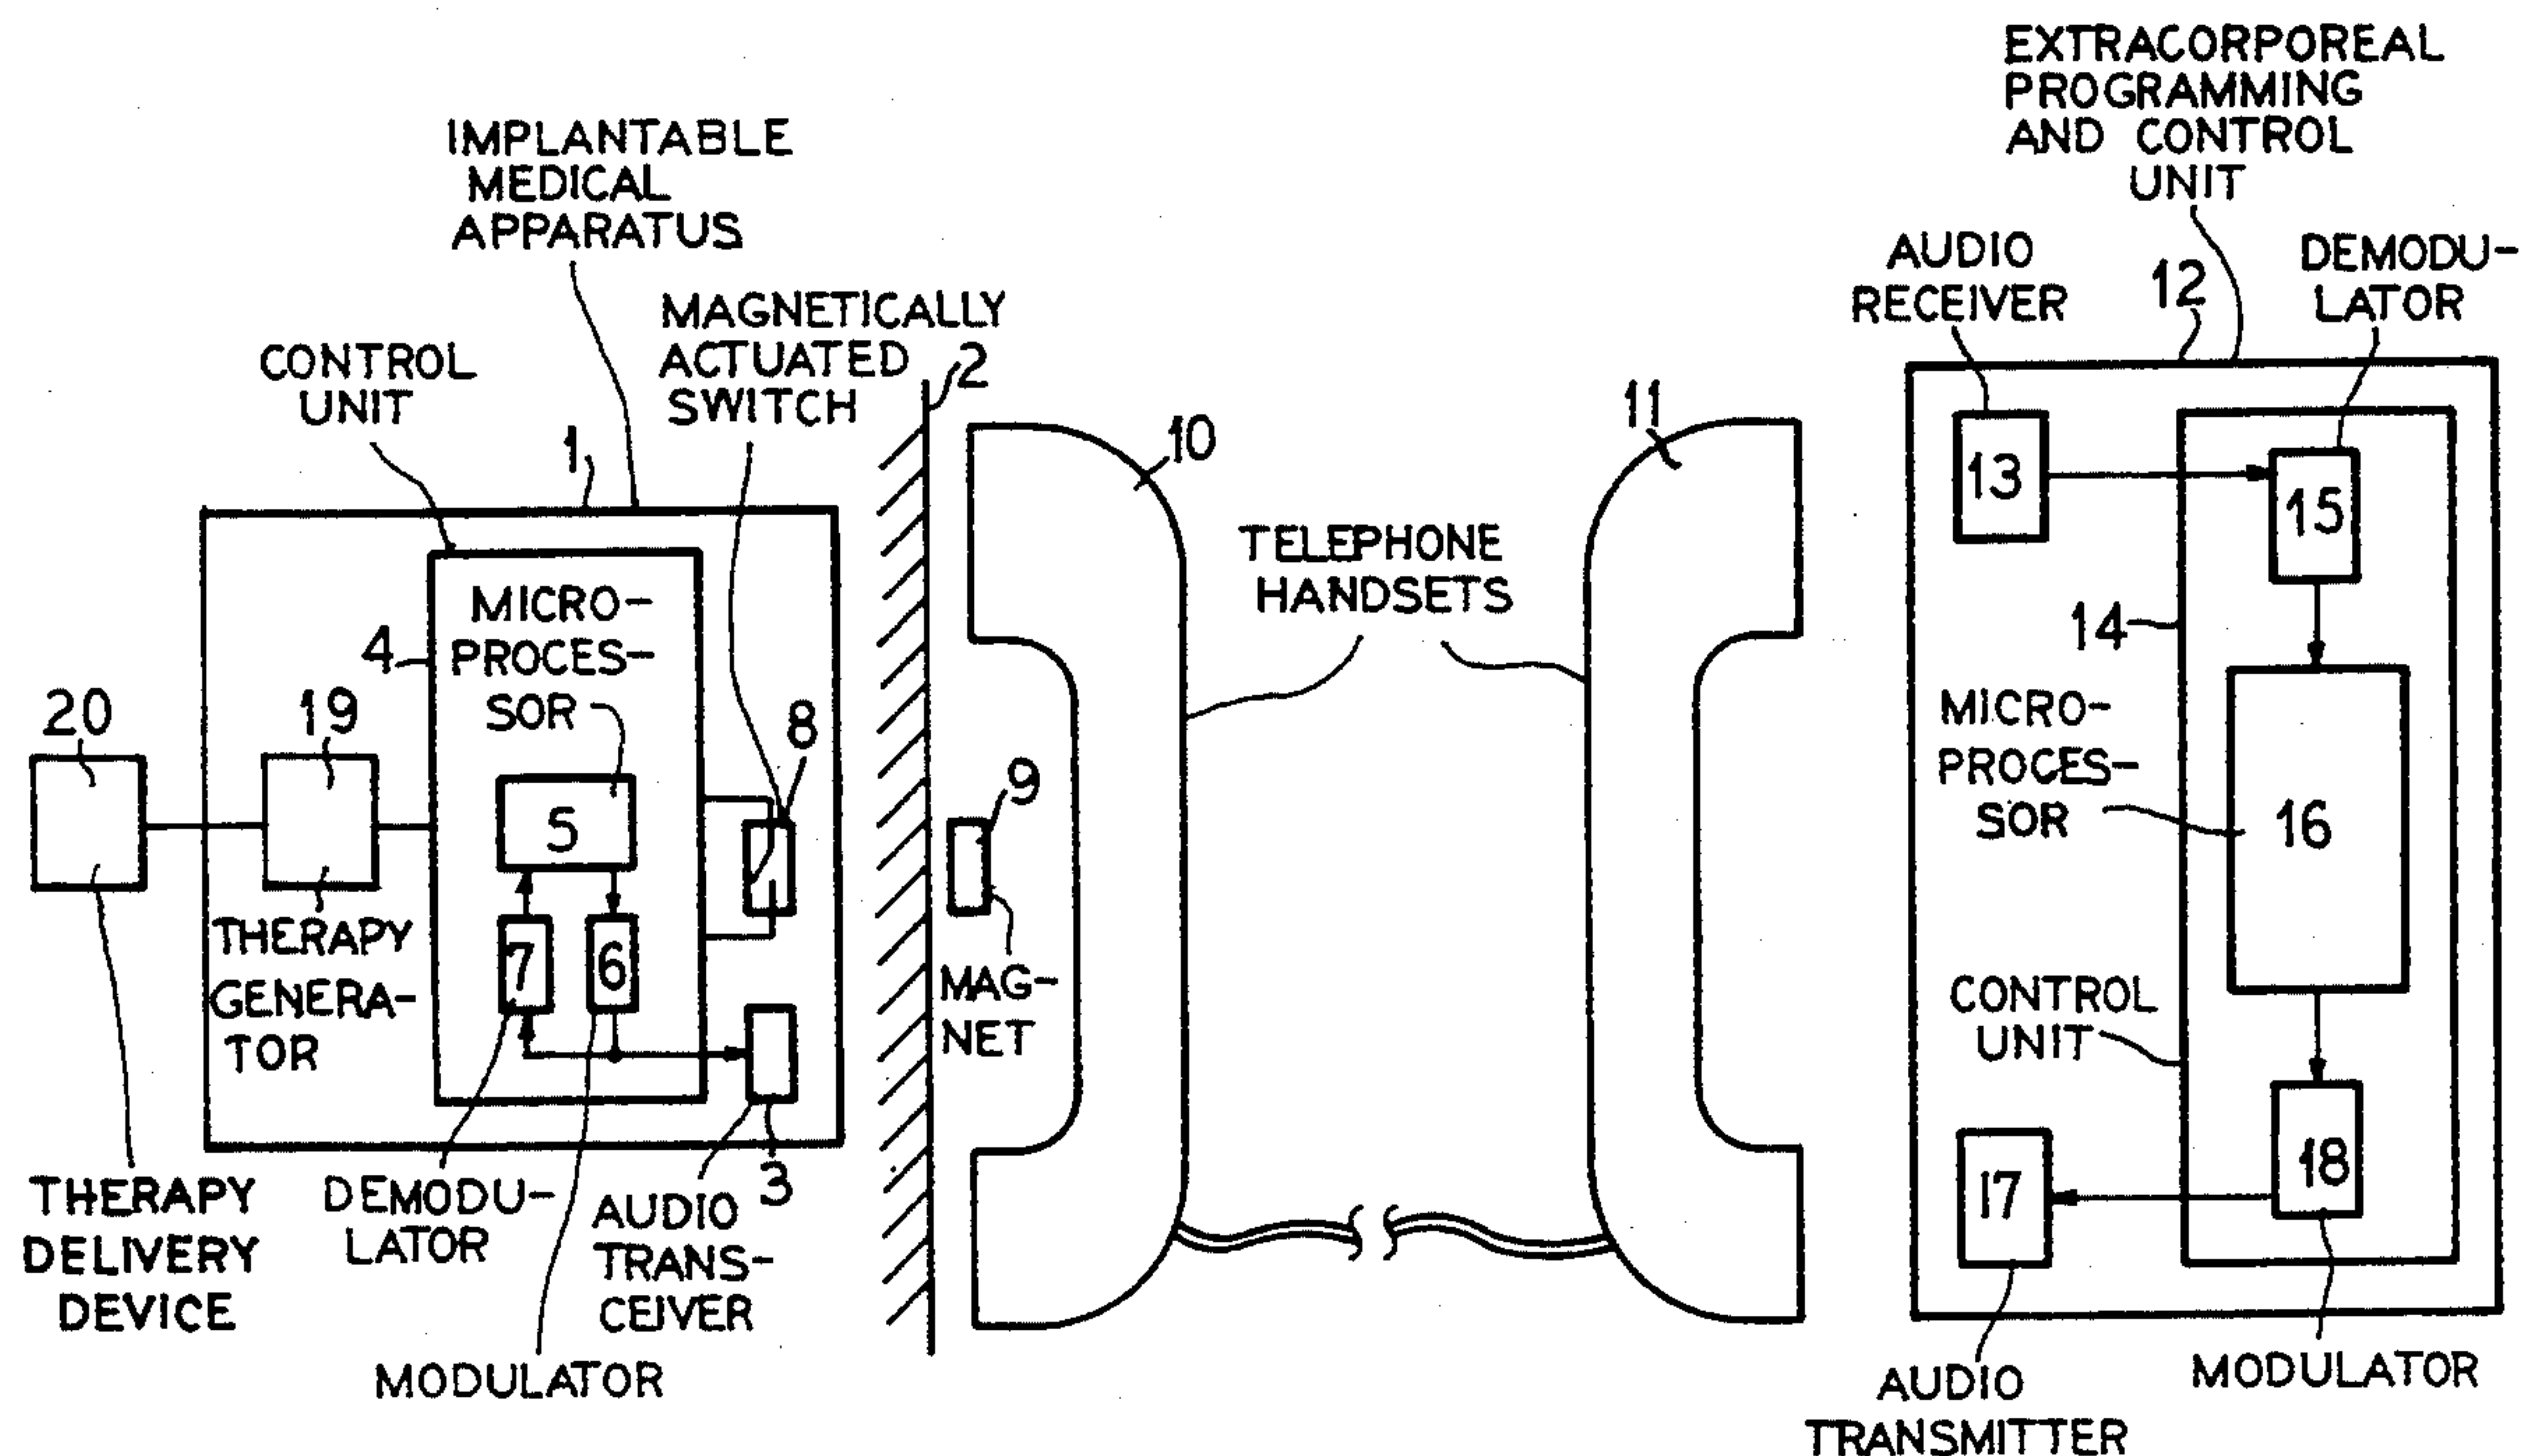 EXTRACORPOREAL
PROGRAMMING
AND CONTROL
UNIT
IMPLANTABLE
MEDICAL
APPARATUS
AUDIO
RECEIVER
12
DEMODU-
LATOR
MAGNETICALLY
ACTUATED
SWITCH
2
CONTROL
UNIT
1
10
11
13
15
TELEPHONE
HANDSETS
MICRO-
PROCES-
SOR
4
14
20
19
8
9
5
MICRO-
PROCES-
SOR
16
THERAPY
GENERA-
TOR
7
6
MAG-
NET
CONTROL
UNIT
3
17
18
THERAPY
DELIVERY
DEVICE
DEMODU-
LATOR
AUDIO
TRANS-
CEIVER
MODULATOR
AUDIO
TRANSMITTER
MODULATOR